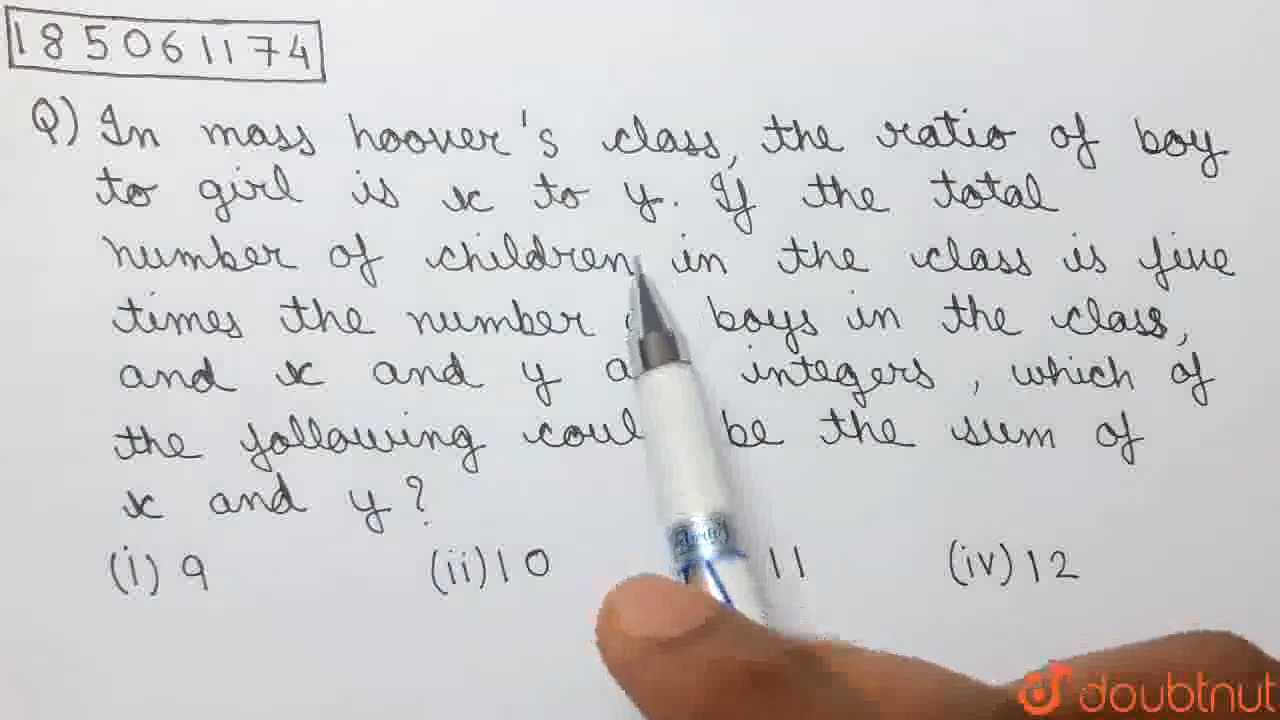 185061174
Q) In mass hoover's class, the ratio of boy
to girl is x to y. If the total
number of children in the class is five
times the number boys in the class,
and x and y integers, which of
the following be the sum of
x and y?
(i) 9 (ii) 10 11 (iv) 12
doubtnut